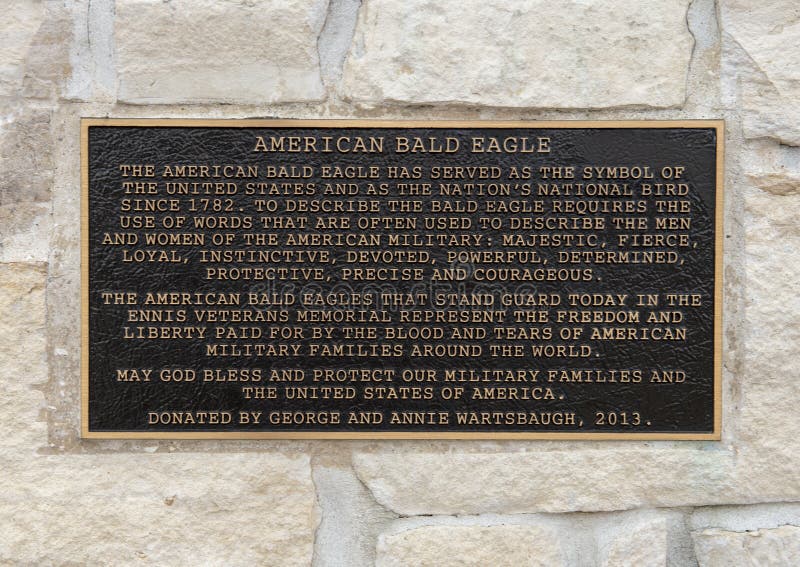 AMERICAN BALD EAGLE
THE AMERICAN BALD EAGLE HAS SERVED AS THE SYMBOL OF
THE UNITED STATES AND AS THE NATION'S NATIONAL BIRD
SINCE 1782. TO DESCRIBE THE BALD EAGLE REQUIRES THE
USE OF WORDS THAT ARE OFTEN USED TO DESCRIBE THE MEN
AND WOMEN OF THE AMERICAN MILITARY: MAJESTIC, FIERCE,
LOYAL, INSTINCTIVE, DEVOTED, POWERFUL, DETERMINED,
PROTECTIVE, PRECISE AND COURAGEOUS.
THE AMERICAN BALD EAGLES THAT STAND GUARD TODAY IN THE
ENNIS VETERANS MEMORIAL REPRESENT THE FREEDOM AND
LIBERTY PAID FOR BY THE BLOOD AND TEARS OF AMERICAN
MILITARY FAMILIES AROUND THE WORLD.
MAY GOD BLESS AND PROTECT OUR MILITARY FAMILIES AND
THE UNITED STATES OF AMERICA.
DONATED BY GEORGE AND ANNIE WARTSBAUGH, 2013.